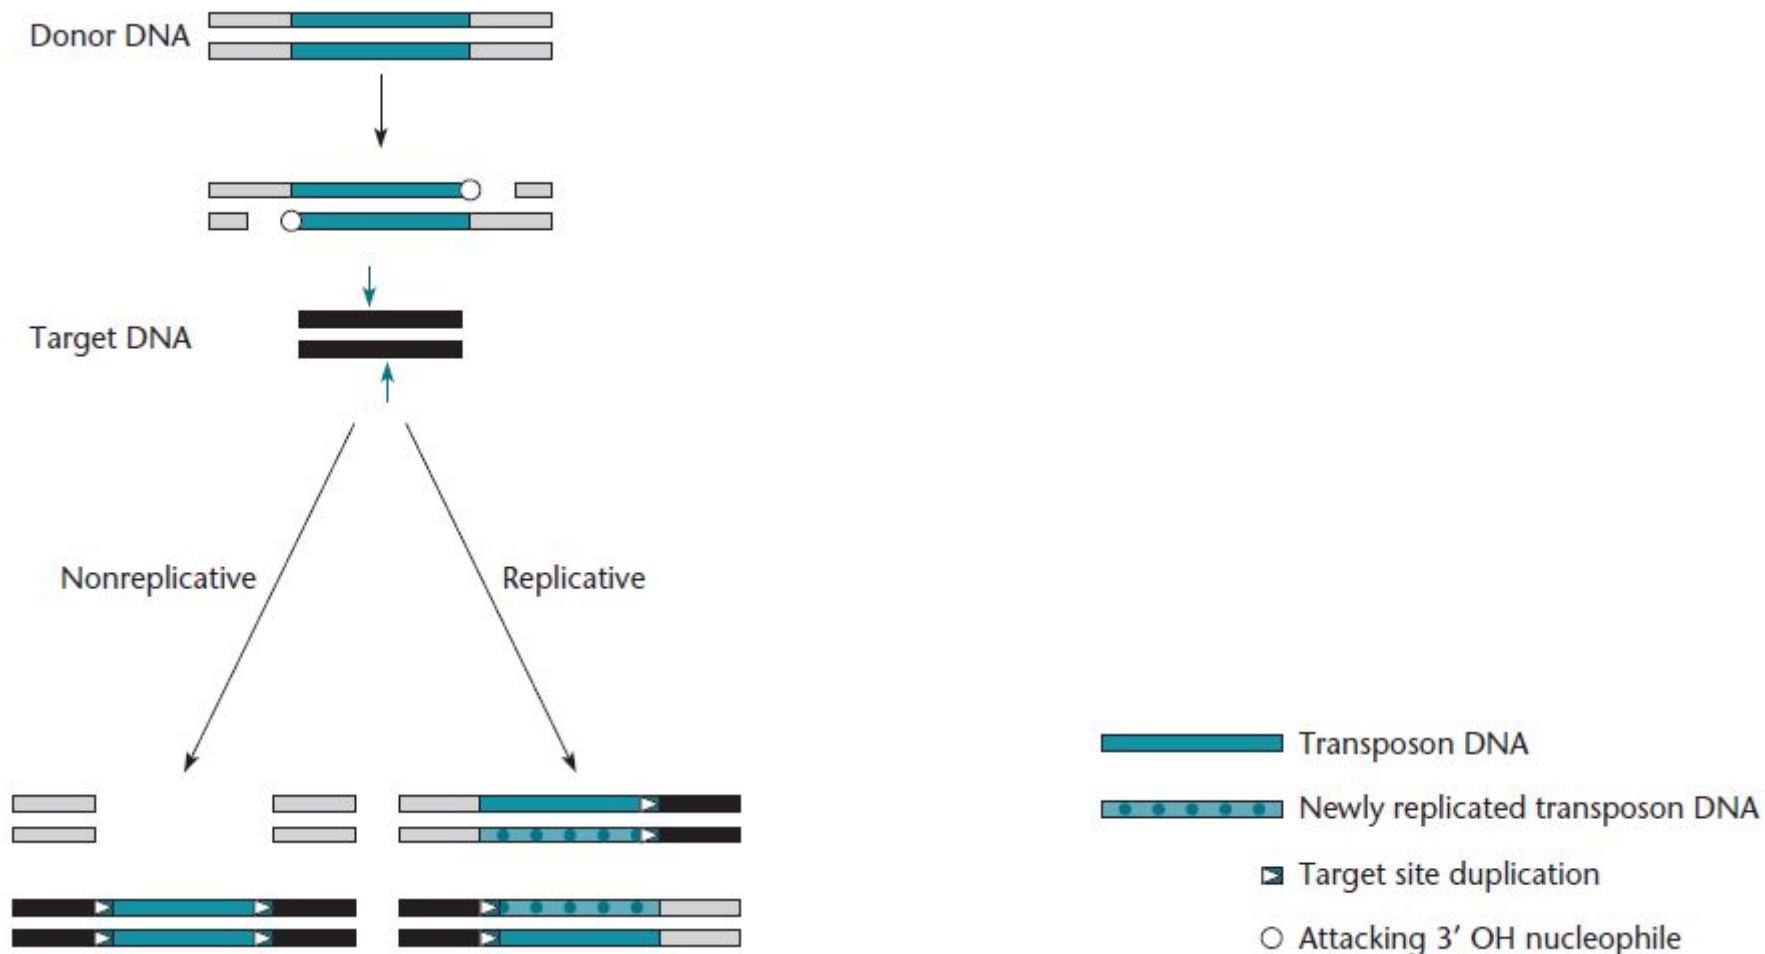 Donor DNA
Target DNA
Nonreplicative
Replicative
Transposon DNA
Newly replicated transposon DNA
Target site duplication
Attacking 3′ OH nucleophile